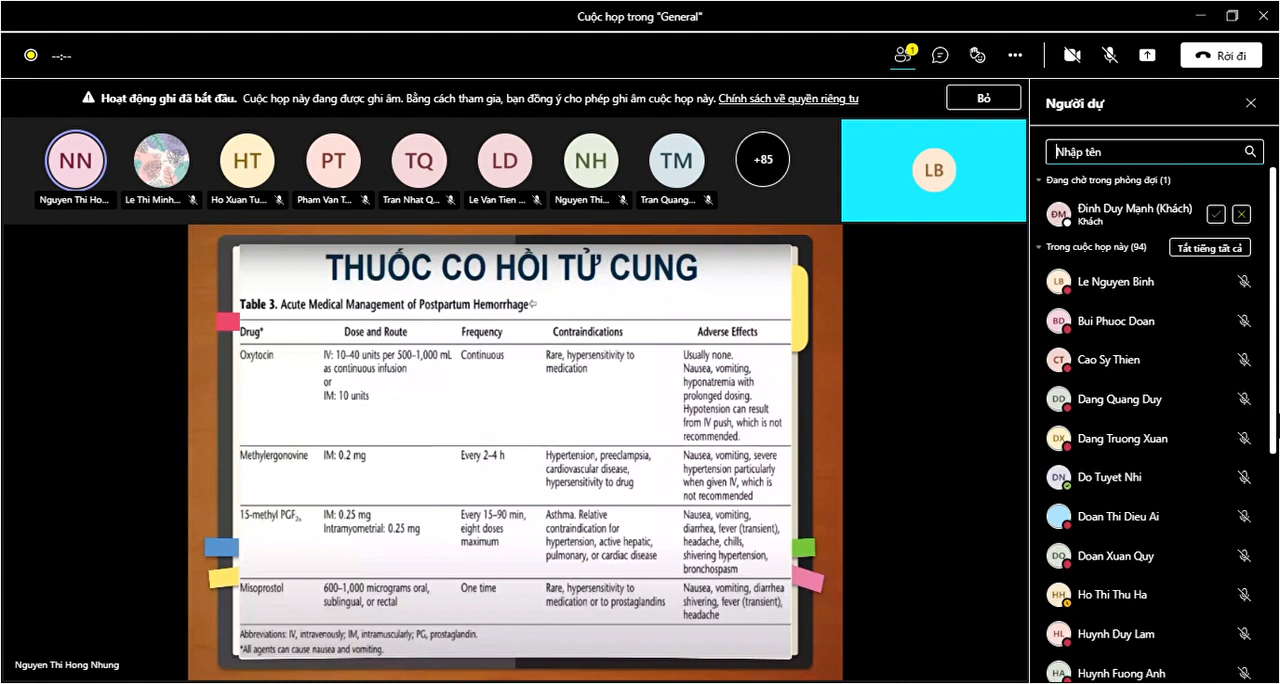 Cuộc họp trong "General"
--:--
1
Rời đi
Hoạt động ghi đã bắt đầu. Cuộc họp này đang được ghi âm. Bằng cách tham gia, bạn đồng ý cho phép ghi âm cuộc họp này. Chính sách về quyền riêng tư
Bỏ
NN
HT
PT
TQ
LD
NH
TM
+85
LB
Nguyen Thi Ho...
Le Thi Minh...
Ho Xuan Tu...
Pham Van T...
Tran Nhat Q...
Le Van Tien ...
Nguyen Thi...
Tran Quang...
THUỐC CO HỒI TỬ CUNG
Table 3. Acute Medical Management of Postpartum Hemorrhage⇦
Drug* Dose and Route Frequency Contraindications Adverse Effects
Oxytocin IV: 10–40 units per 500–1,000 mL Continuous Rare, hypersensitivity to Usually none.
as continuous infusion medication Nausea, vomiting,
or hyponatremia with
IM: 10 units prolonged dosing.
Hypotension can result
from IV push, which is not
recommended.
Methylergonovine IM: 0.2 mg Every 2–4 h Hypertension, preeclampsia, Nausea, vomiting, severe
cardiovascular disease, hypertension particularly
hypersensitivity to drug when given IV, which is
not recommended
15-methyl PGF2α IM: 0.25 mg Every 15–90 min, Asthma. Relative Nausea, vomiting,
Intramyometrial: 0.25 mg eight doses contraindication for diarrhea, fever (transient),
maximum hypertension, active hepatic, headache, chills,
pulmonary, or cardiac disease shivering hypertension,
bronchospasm
Misoprostol 600–1,000 micrograms oral, One time Rare, hypersensitivity to Nausea, vomiting, diarrhea
sublingual, or rectal medication or to prostaglandins shivering, fever (transient),
headache
Abbreviations: IV, intravenously; IM, intramuscularly; PG, prostaglandin.
*All agents can cause nausea and vomiting.
Nguyen Thi Hong Nhung
Người dự
Nhập tên
Đang chờ trong phòng đợi (1)
ĐM Đinh Duy Mạnh (Khách)
Khách
Trong cuộc họp này (94) Tắt tiếng tất cả
LB Le Nguyen Binh
BD Bui Phuoc Doan
CT Cao Sy Thien
DD Dang Quang Duy
DX Dang Truong Xuan
DN Do Tuyet Nhi
Doan Thi Dieu Ai
DQ Doan Xuan Quy
HH Ho Thi Thu Ha
HL Huynh Duy Lam
HA Huynh Fuong Anh